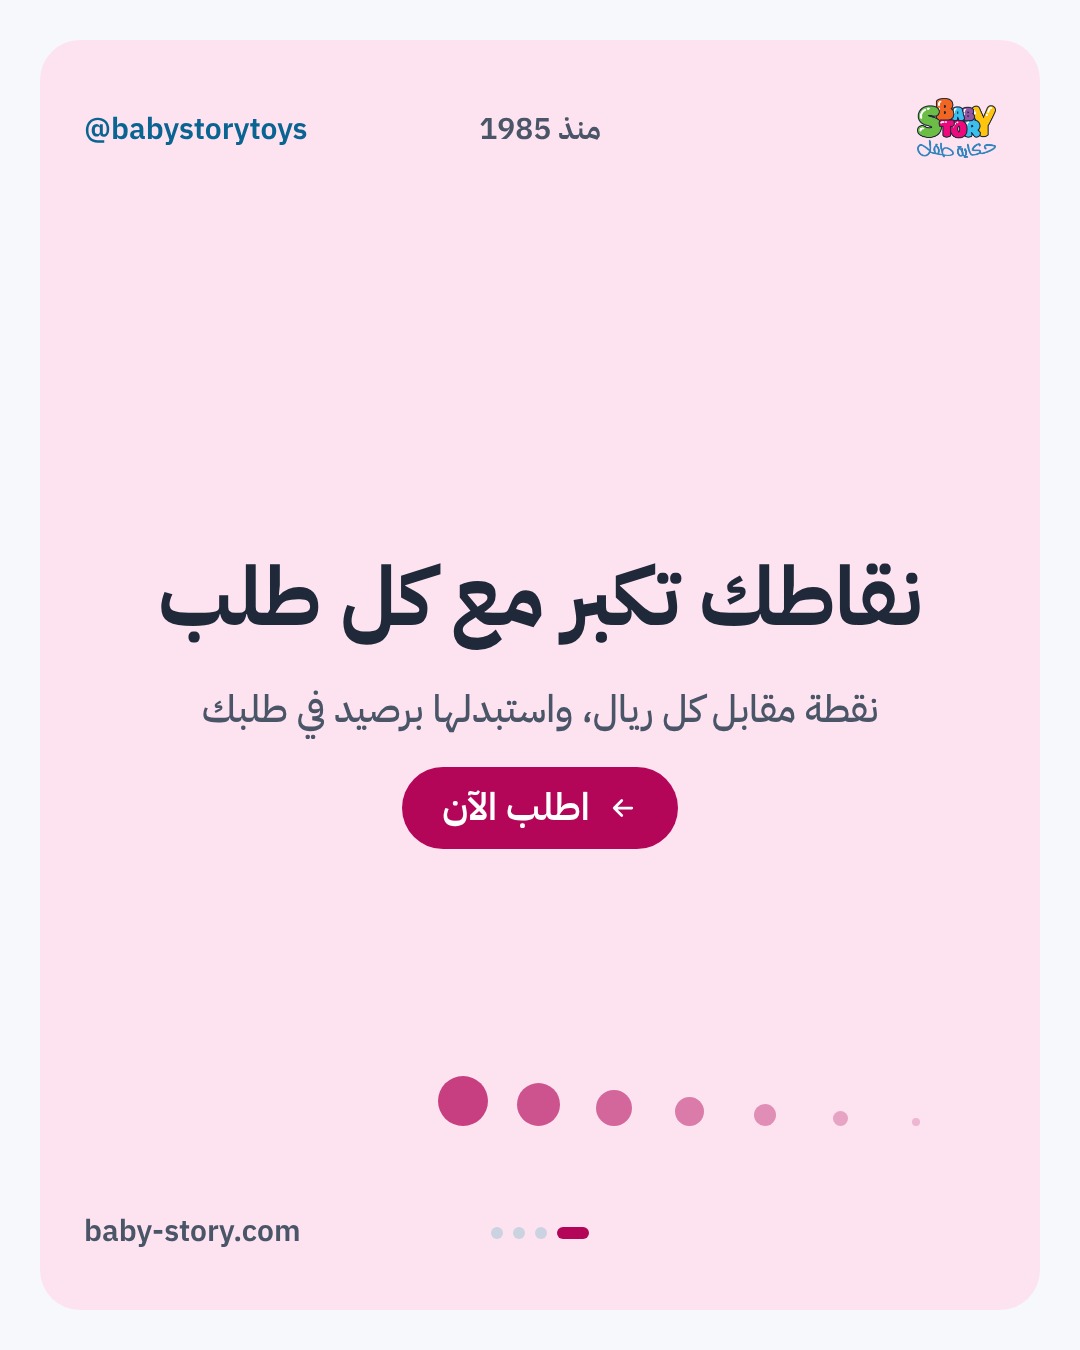 BABY STORY
حكاية طفل
منذ 1985
@babystorytoys
نقاطك تكبر مع كل طلب
نقطة مقابل كل ريال، واستبدلها برصيد في طلبك
اطلب الآن ←
baby-story.com